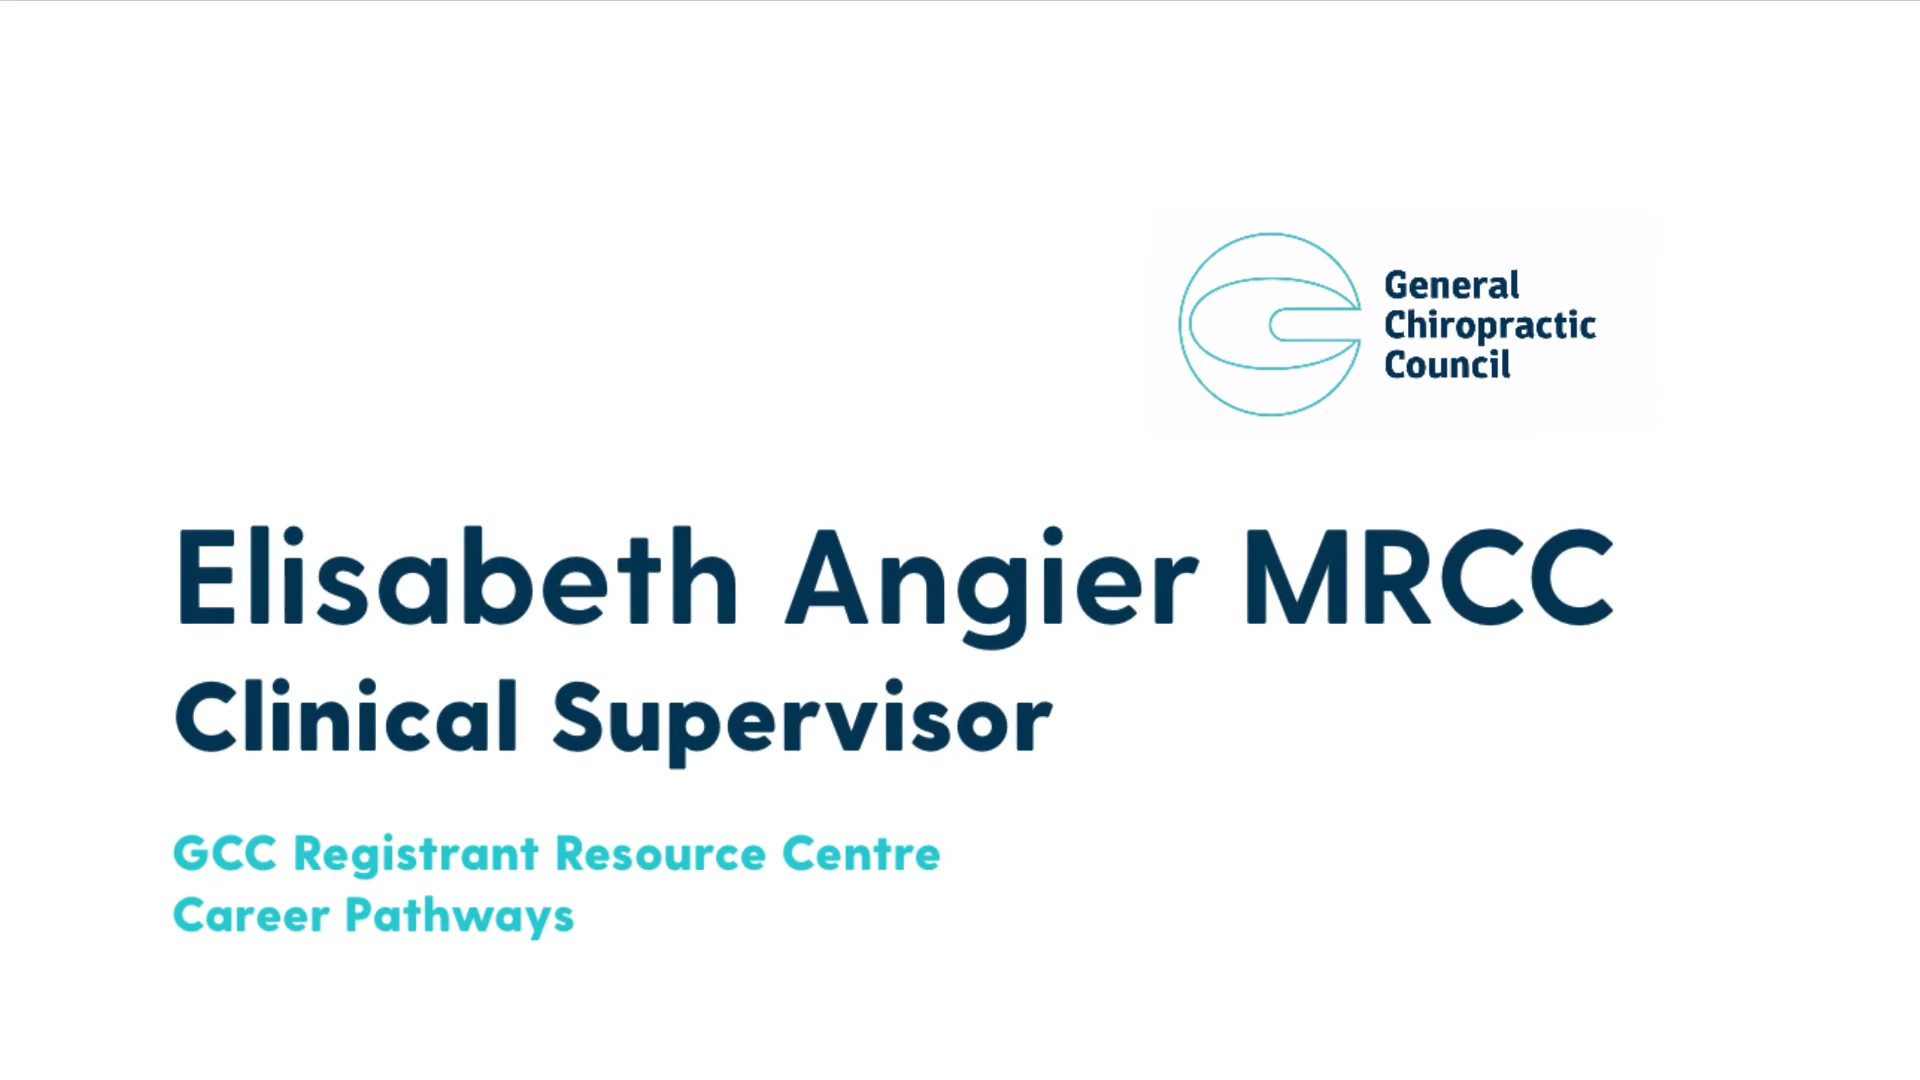 General
Chiropractic
Council
Elisabeth Angier MRCC
Clinical Supervisor
GCC Registrant Resource Centre
Career Pathways